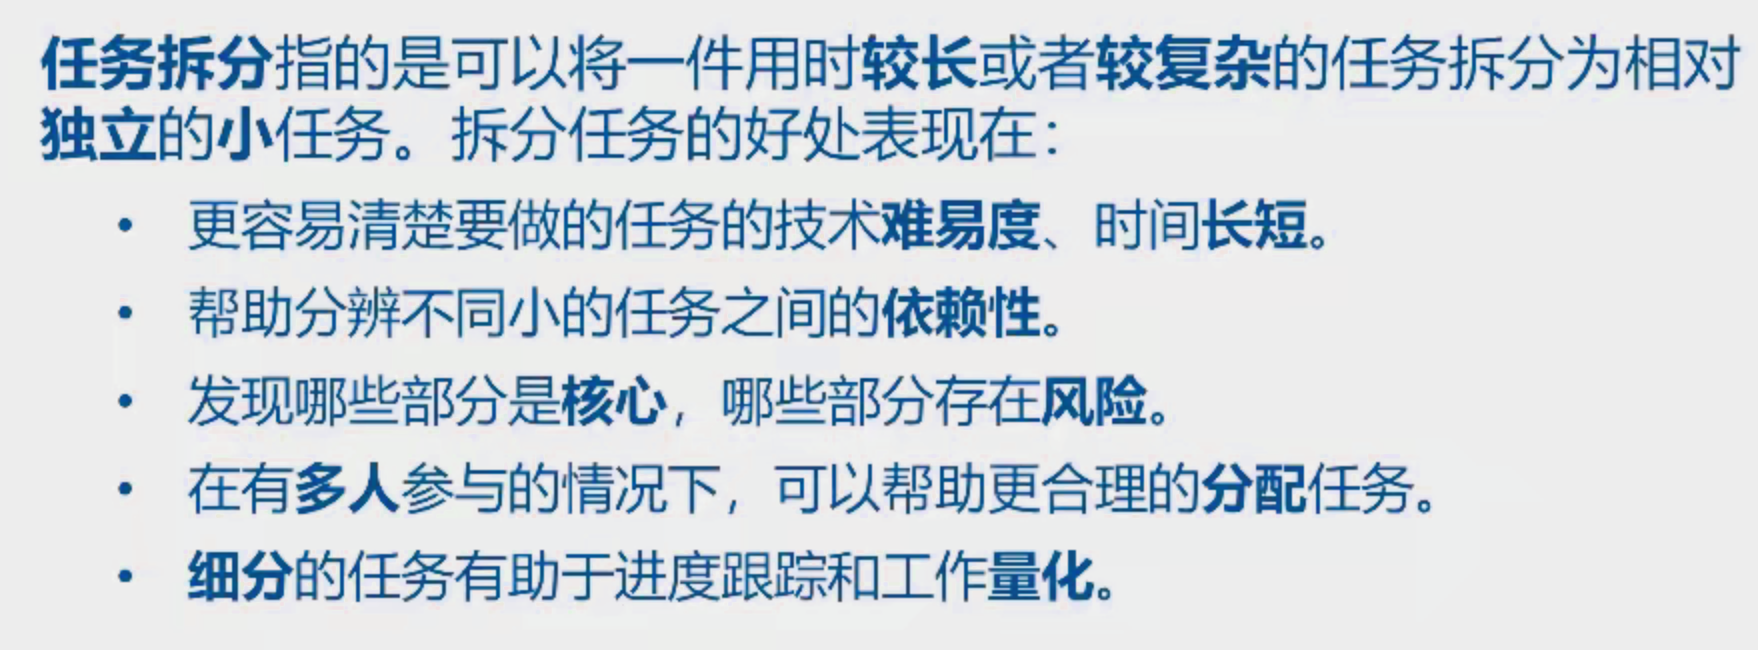 任务拆分指的是可以将一件用时较长或者较复杂的任务拆分为相对
独立的小任务。拆分任务的好处表现在：
• 更容易清楚要做的任务的技术难易度、时间长短。
• 帮助分辨不同小的任务之间的依赖性。
• 发现哪些部分是核心，哪些部分存在风险。
• 在有多人参与的情况下，可以帮助更合理的分配任务。
• 细分的任务有助于进度跟踪和工作量化。